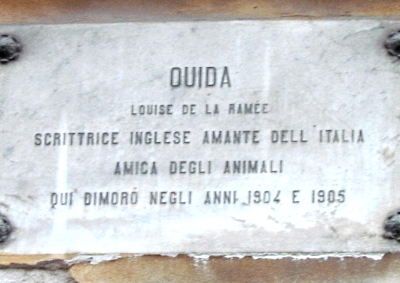 OUIDA
LOUISE DE LA RAMÉE
SCRITTRICE INGLESE AMANTE DELL'ITALIA
AMICA DEGLI ANIMALI
QUI DIMORÒ NEGLI ANNI 1904 E 1905